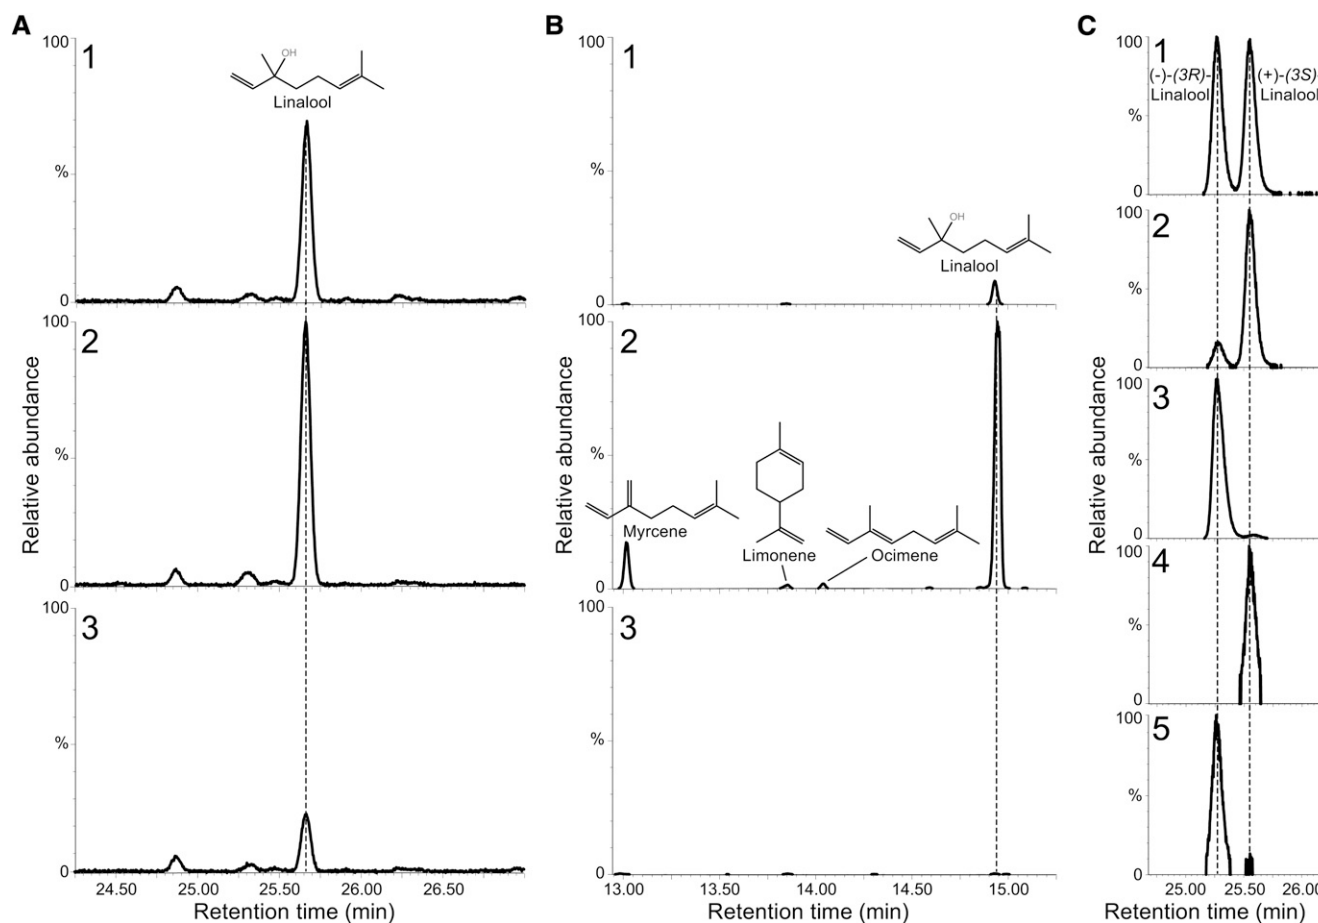 A
Relative abundance
1
100
%
0
OH
Linalool
2
100
%
0
3
100
%
0
24.50 25.00 25.50 26.00 26.50
Retention time (min)
B
Relative abundance
1
100
%
0
OH
Linalool
2
100
%
0
Myrcene
Limonene
Ocimene
3
100
%
0
13.00 13.50 14.00 14.50 15.00
Retention time (min)
C
Relative abundance
1
100
%
0
(-)-(3R)-
Linalool
(+)-(3S)
Linalool
2
100
%
0
3
100
%
0
4
100
%
0
5
100
%
0
25.00 25.50 26.00
Retention time (min)